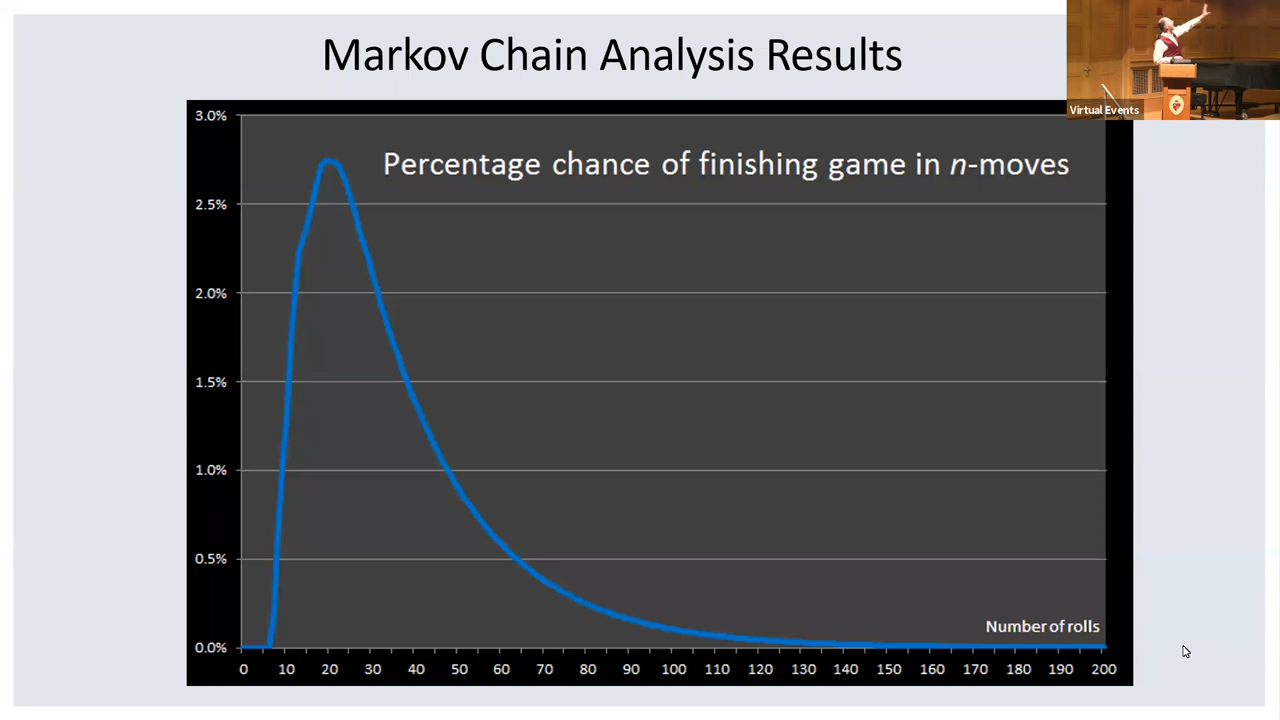 Markov Chain Analysis Results
Virtual Events
Percentage chance of finishing game in n-moves
3.0%
2.5%
2.0%
1.5%
1.0%
0.5%
0.0%
Number of rolls
0 10 20 30 40 50 60 70 80 90 100 110 120 130 140 150 160 170 180 190 200